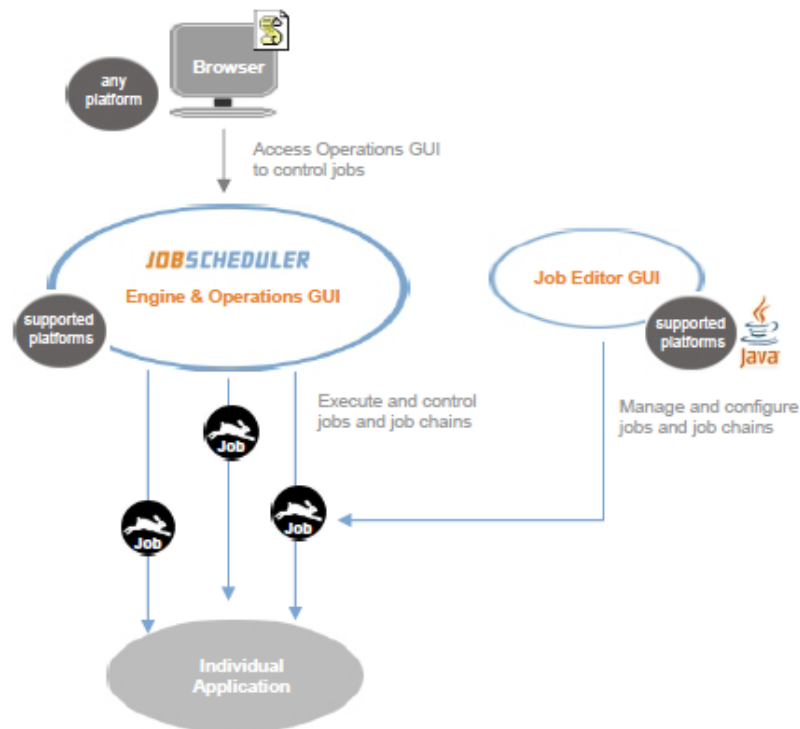 Browser
any
platform
Access Operations GUI
to control jobs
JOBSCHEDULER
Engine & Operations GUI
supported
platforms
Job Editor GUI
supported
platforms
Java
Execute and control
jobs and job chains
Manage and configure
jobs and job chains
Job
Job
Job
Individual
Application